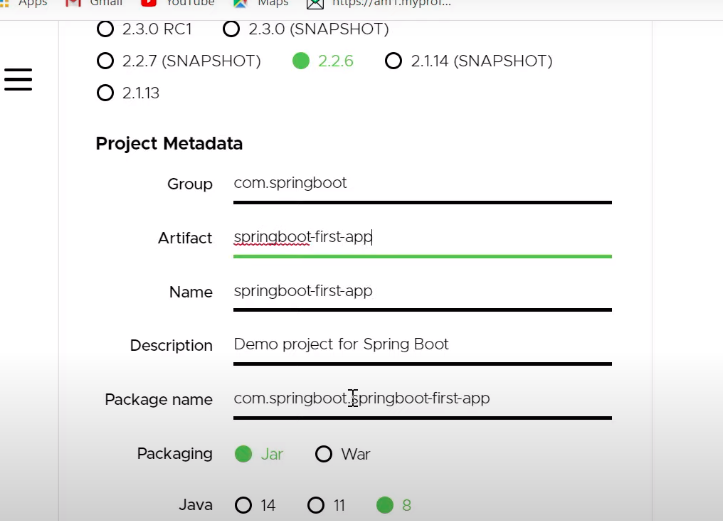 Apps Gmail YouTube Maps https://am1.myprof...
2.3.0 RC1 2.3.0 (SNAPSHOT)
2.2.7 (SNAPSHOT) 2.2.6 2.1.14 (SNAPSHOT)
2.1.13
Project Metadata
Group com.springboot
Artifact springboot-first-app
Name springboot-first-app
Description Demo project for Spring Boot
Package name com.springboot.springboot-first-app
Packaging Jar War
Java 14 11 8